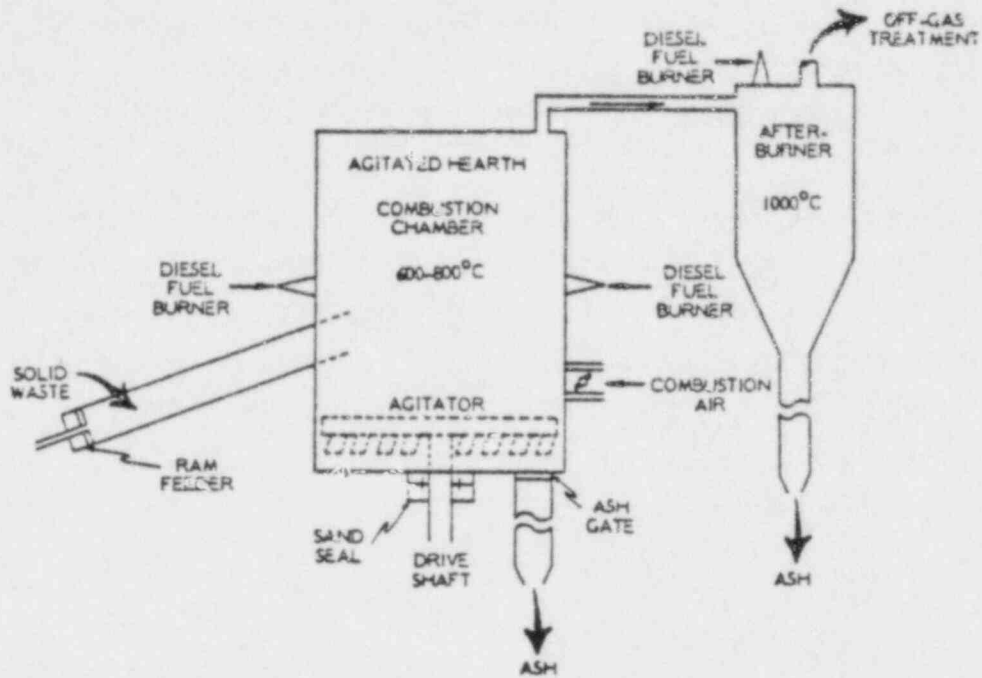 OFF-GAS
TREATMENT
DIESEL
FUEL
BURNER
AFTER-
BURNER
1000°C
AGITATED HEARTH
COMBUSTION
CHAMBER
600-800°C
DIESEL
FUEL
BURNER
DIESEL
FUEL
BURNER
SOLID
WASTE
COMBUSTION
AIR
AGITATOR
RAM
FEEDER
ASH
GATE
SAND
SEAL
DRIVE
SHAFT
ASH
ASH